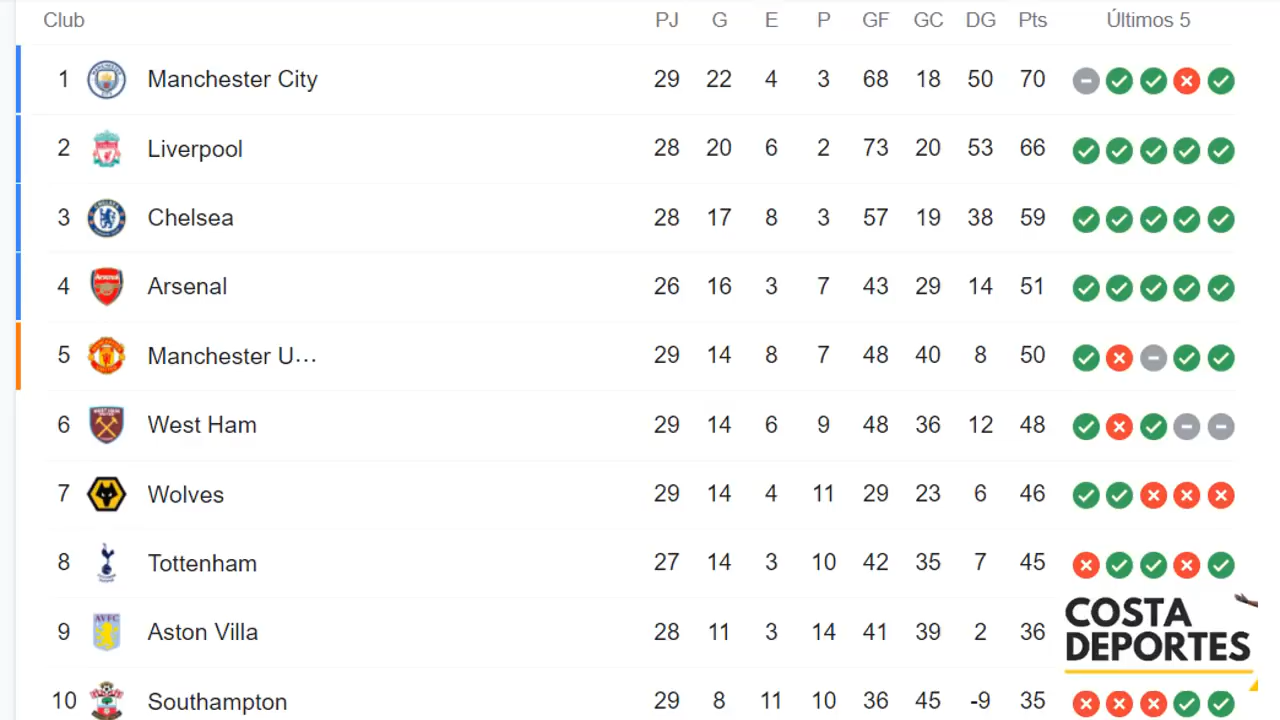 Club PJ G E P GF GC DG Pts Últimos 5
1 Manchester City 29 22 4 3 68 18 50 70
2 Liverpool 28 20 6 2 73 20 53 66
3 Chelsea 28 17 8 3 57 19 38 59
4 Arsenal 26 16 3 7 43 29 14 51
5 Manchester U... 29 14 8 7 48 40 8 50
6 West Ham 29 14 6 9 48 36 12 48
7 Wolves 29 14 4 11 29 23 6 46
8 Tottenham 27 14 3 10 42 35 7 45
9 Aston Villa 28 11 3 14 41 39 2 36
10 Southampton 29 8 11 10 36 45 -9 35
COSTA
DEPORTES